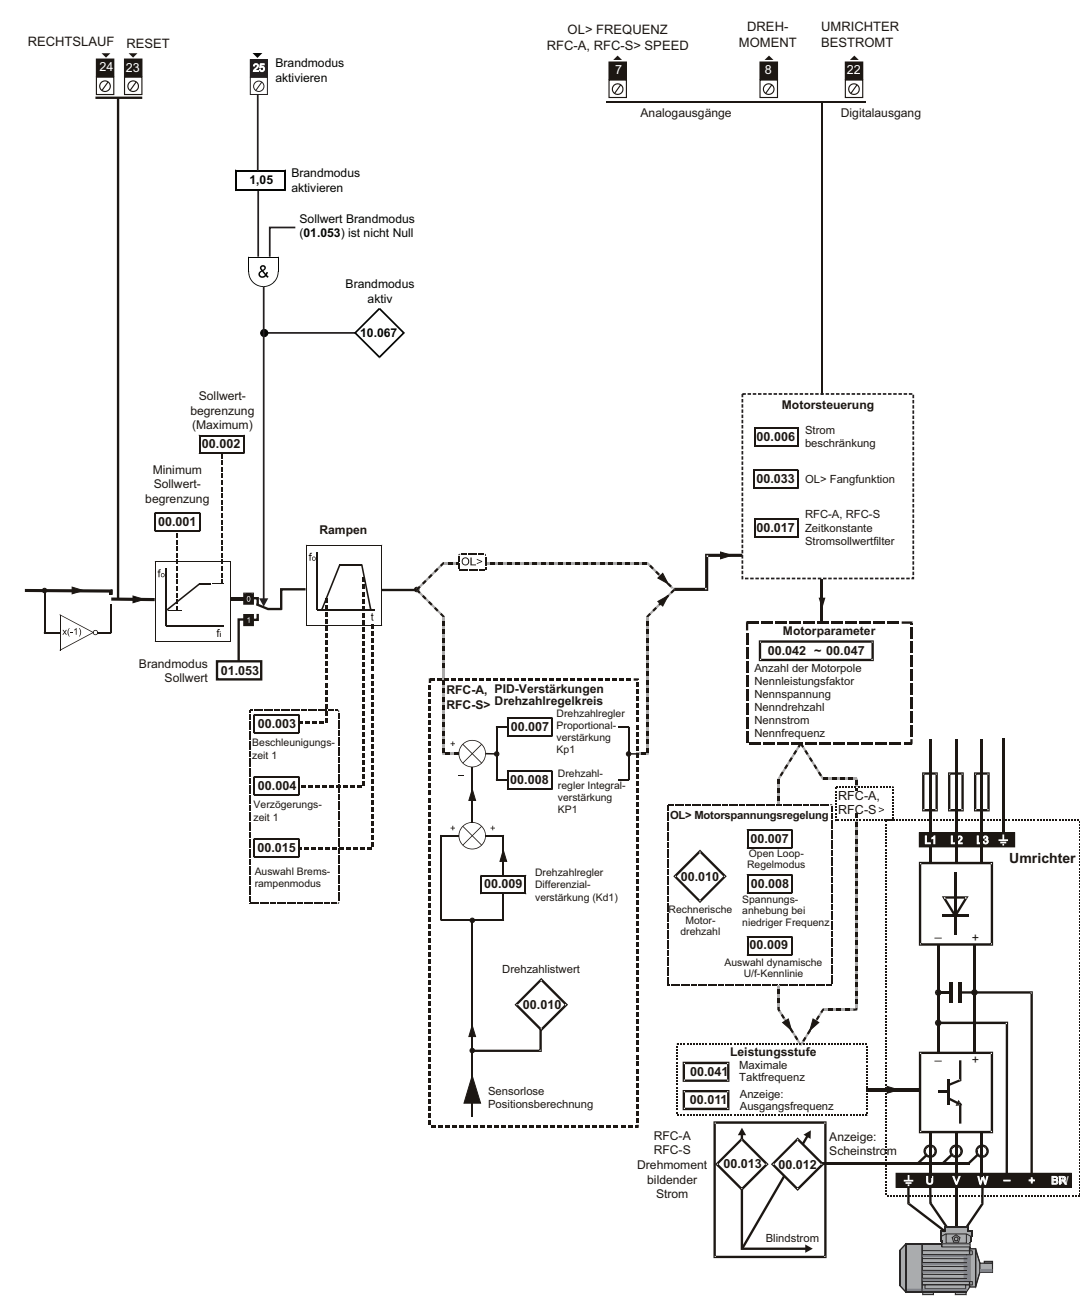 RECHTSLAUF
RESET
24
23
25
Brandmodus
aktivieren
OL> FREQUENZ
RFC-A, RFC-S> SPEED
DREH-
MOMENT
UMRICHTER
BESTROMT
7
8
22
Analogausgänge
Digitalausgang
1,05
Brandmodus
aktivieren
Sollwert Brandmodus
(01.053) ist nicht Null
&
Brandmodus
aktiv
10.067
Sollwert-
begrenzung
(Maximum)
00.002
Minimum
Sollwert-
begrenzung
00.001
Rampen
fo
fi
fo
t
x(-1)
0
1
Brandmodus
Sollwert
01.053
00.003
Beschleunigungs-
zeit 1
00.004
Verzögerungs-
zeit 1
00.015
Auswahl Brems-
rampenmodus
OL>
RFC-A,
RFC-S>
PID-Verstärkungen
Drehzahlregelkreis
00.007
Drehzahlregler
Proportional-
verstärkung
Kp1
00.008
Drehzahl-
regler Integral-
verstärkung
KP1
+
–
+
+
00.009
Drehzahlregler
Differenzial-
verstärkung (Kd1)
Drehzahlistwert
00.010
Sensorlose
Positionsberechnung
Motorsteuerung
00.006
Strom
beschränkung
00.033
OL> Fangfunktion
00.017
RFC-A, RFC-S
Zeitkonstante
Stromsollwertfilter
Motorparameter
00.042 ~ 00.047
Anzahl der Motorpole
Nennleistungsfaktor
Nennspannung
Nenndrehzahl
Nennstrom
Nennfrequenz
RFC-A,
RFC-S >
OL> Motorspannungsregelung
00.007
Open Loop-
Regelmodus
00.010
Rechnerische
Motor-
drehzahl
00.008
Spannungs-
anhebung bei
niedriger Frequenz
00.009
Auswahl dynamische
U/f-Kennlinie
Leistungsstufe
00.041
Maximale
Taktfrequenz
00.011
Anzeige:
Ausgangsfrequenz
RFC-A
RFC-S
Drehmoment
bildender
Strom
00.013
00.012
Anzeige:
Scheinstrom
Blindstrom
L1 L2 L3
Umrichter
– +
– +
U V W – + BR